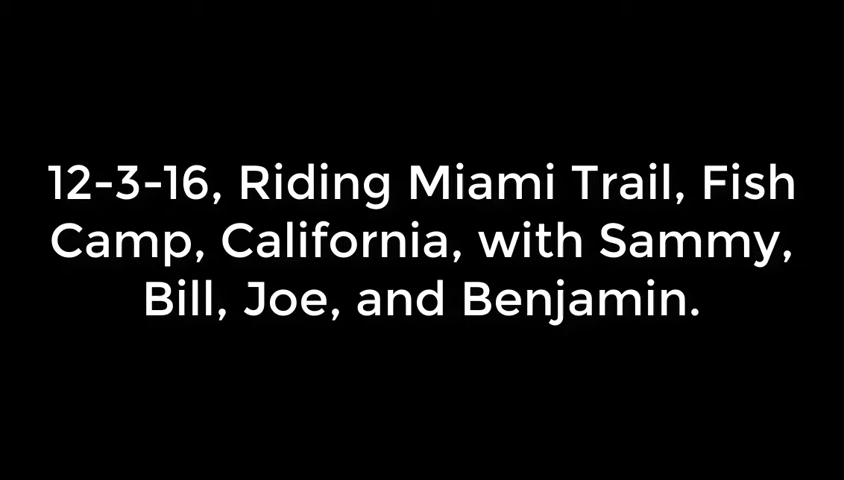 12-3-16, Riding Miami Trail, Fish
Camp, California, with Sammy,
Bill, Joe, and Benjamin.